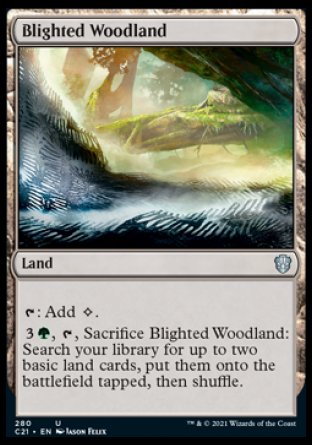 Blighted Woodland
Land
: Add .
3 , , Sacrifice Blighted Woodland:
Search your library for up to two
basic land cards, put them onto the
battlefield tapped, then shuffle.
280 U
C21 • EN Jason Felix
™ & © 2021 Wizards of the Coast